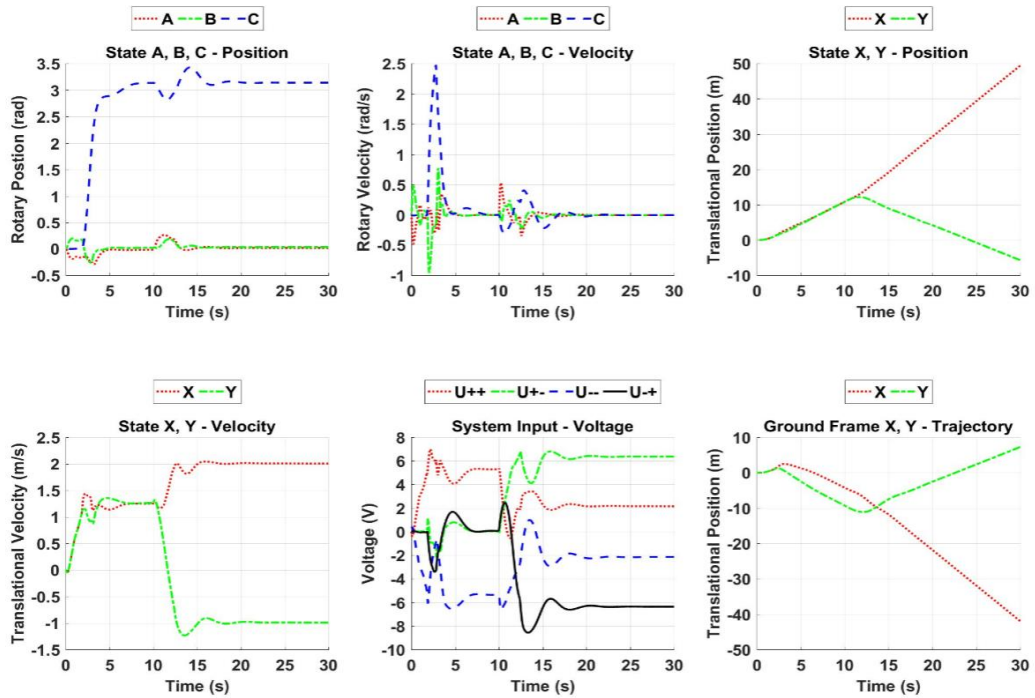 A B C
State A, B, C - Position
Rotary Postion (rad)
3.5
3
2.5
2
1.5
1
0.5
0
-0.5
0 5 10 15 20 25 30
Time (s)
A B C
State A, B, C - Velocity
Rotary Velocity (rad/s)
2.5
2
1.5
1
0.5
0
-0.5
-1
0 5 10 15 20 25 30
Time (s)
X Y
State X, Y - Position
Translational Position (m)
50
40
30
20
10
0
-10
0 5 10 15 20 25 30
Time (s)
X Y
State X, Y - Velocity
Translational Velocity (m/s)
2.5
2
1.5
1
0.5
0
-0.5
-1
-1.5
0 5 10 15 20 25 30
Time (s)
U++ U+- U-- U-+
System Input - Voltage
Voltage (V)
8
6
4
2
0
-2
-4
-6
-8
-10
0 5 10 15 20 25 30
Time (s)
X Y
Ground Frame X, Y - Trajectory
Translational Position (m)
10
0
-10
-20
-30
-40
-50
0 5 10 15 20 25 30
Time (s)